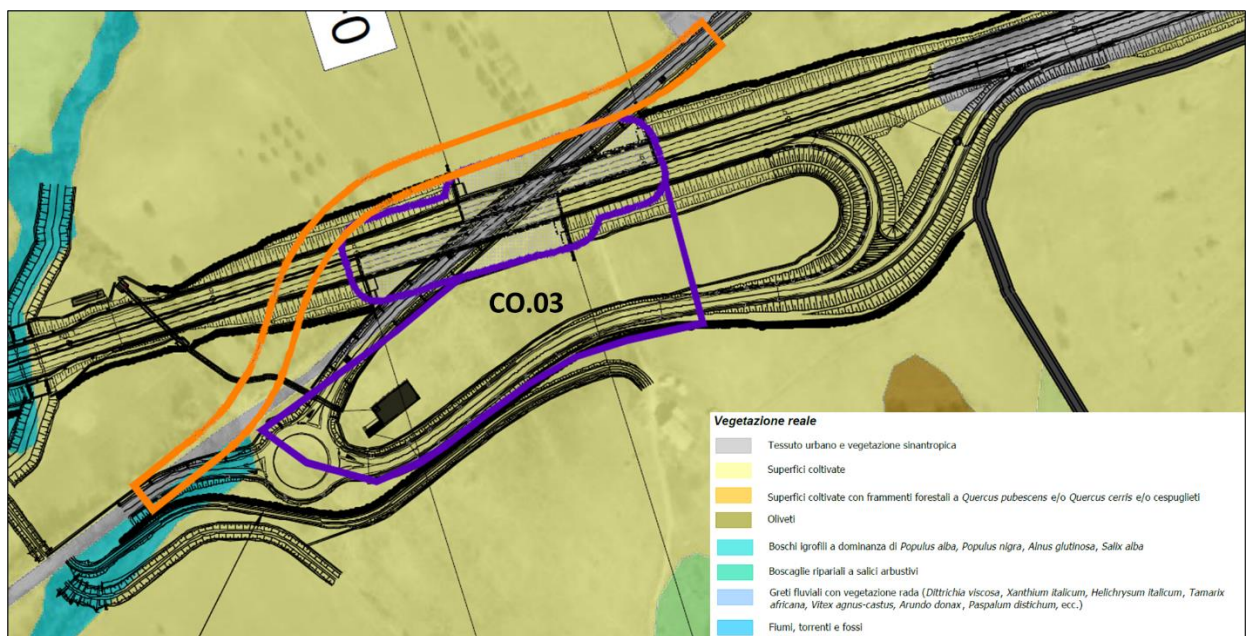 CO.03
Vegetazione reale
Tessuto urbano e vegetazione sinantropica
Superfici coltivate
Superfici coltivate con frammenti forestali a Quercus pubescens e/o Quercus cerris e/o cespuglieti
Oliveti
Boschi igrofili a dominanza di Populus alba, Populus nigra, Alnus glutinosa, Salix alba
Boscaglie ripariali a salici arbustivi
Greti fluviali con vegetazione rada (Dittrichia viscosa, Xanthium italicum, Helichrysum italicum, Tamarix
africana, Vitex agnus-castus, Arundo donax, Paspalum distichum, ecc.)
Fiumi, torrenti e fossi